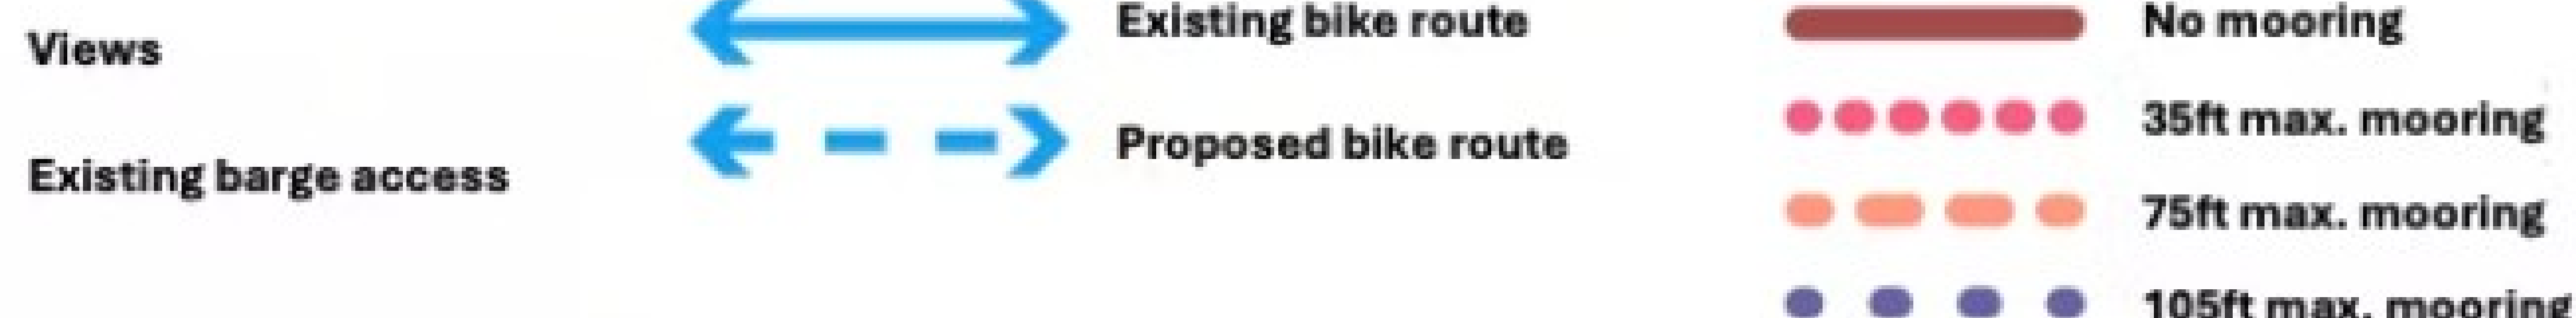 Views
Existing barge access
Existing bike route
Proposed bike route
No mooring
35ft max. mooring
75ft max. mooring
105ft max. mooring